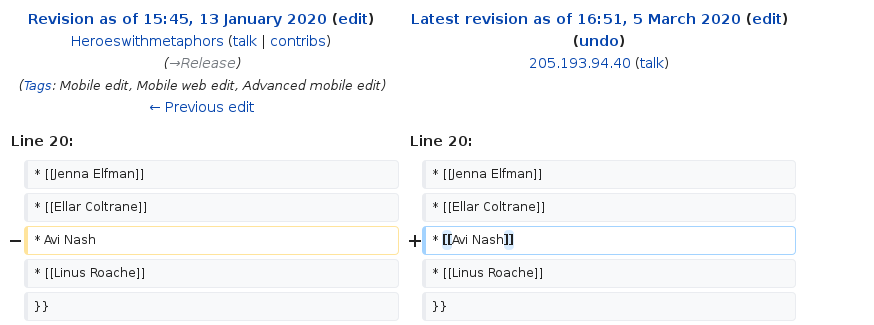 Revision as of 15:45, 13 January 2020 (edit)
Heroeswithmetaphors (talk | contribs)
(→Release)
(Tags: Mobile edit, Mobile web edit, Advanced mobile edit)
← Previous edit
Latest revision as of 16:51, 5 March 2020 (edit)
(undo)
205.193.94.40 (talk)
Line 20:
Line 20:
* [[Jenna Elfman]]
* [[Jenna Elfman]]
* [[Ellar Coltrane]]
* [[Ellar Coltrane]]
− * Avi Nash
+ * [[Avi Nash]]
* [[Linus Roache]]
* [[Linus Roache]]
}}
}}